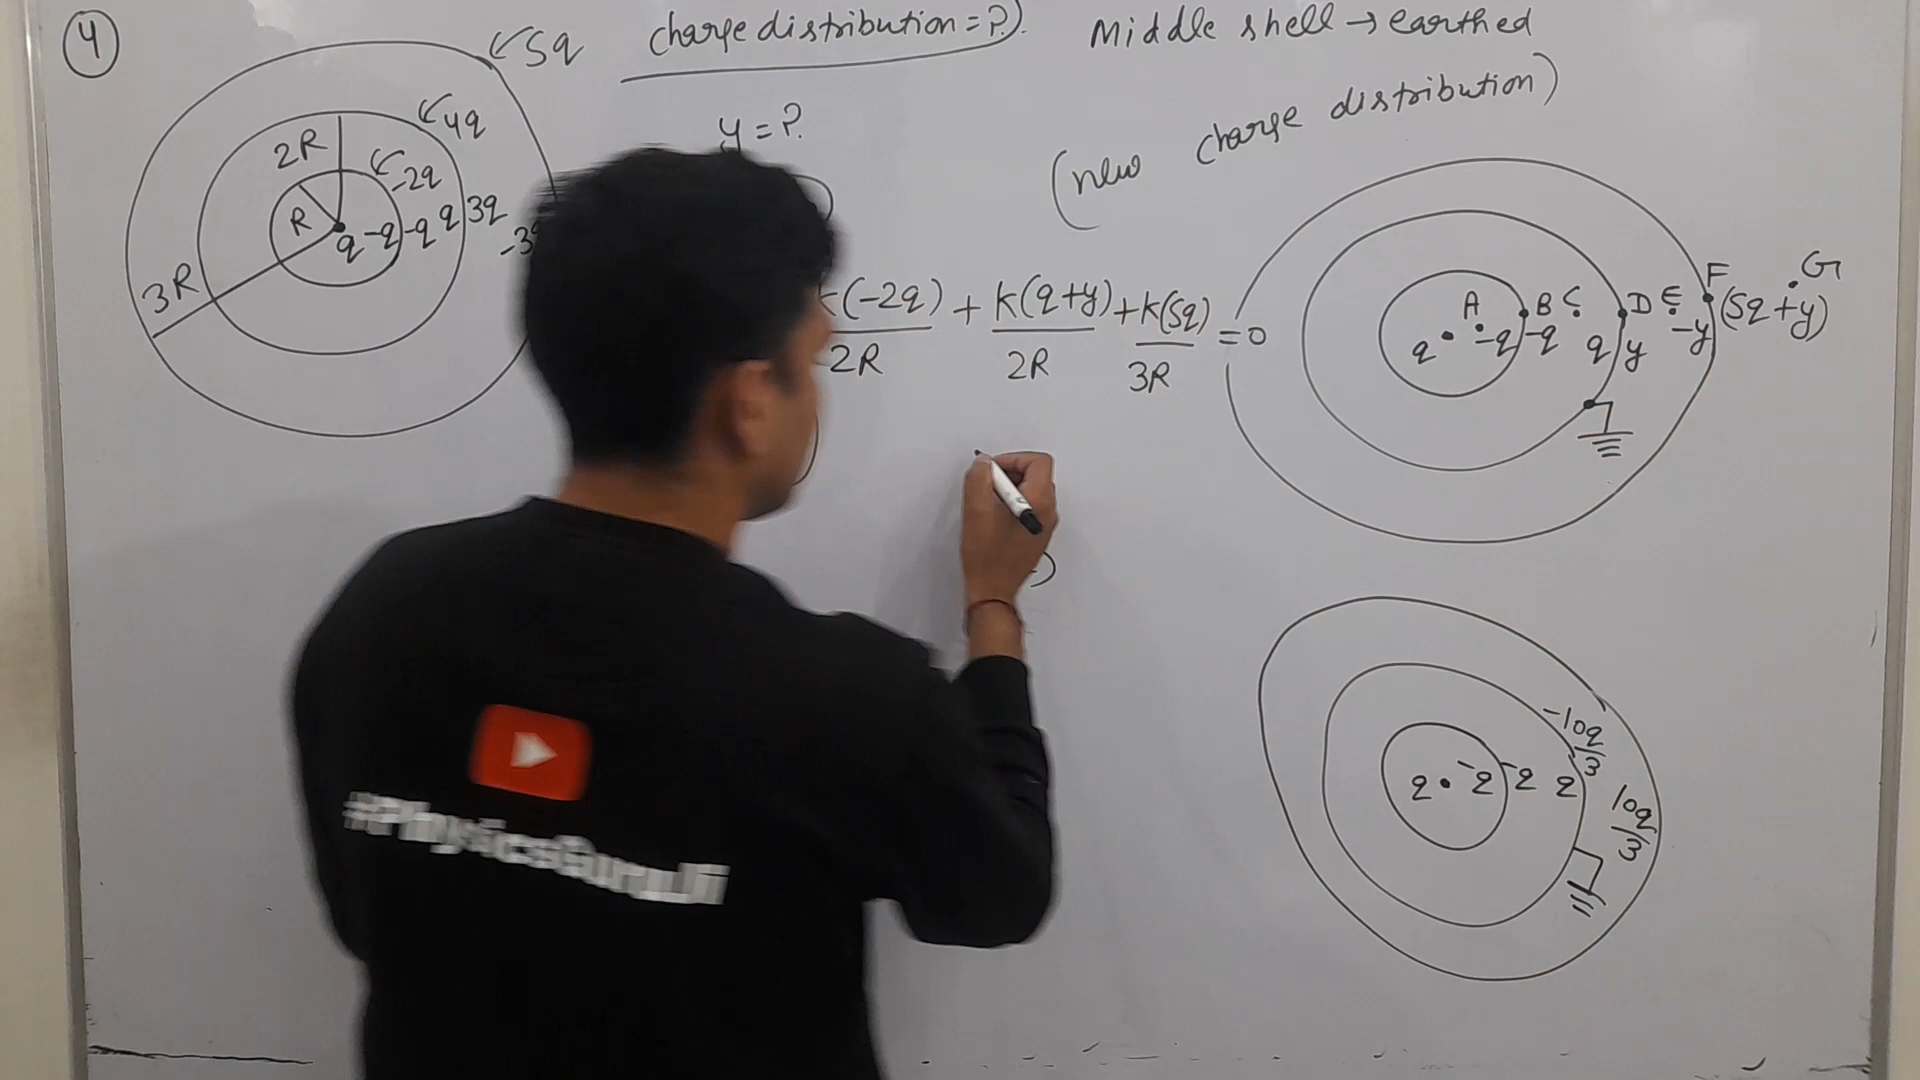 4
charge distribution = ?)
Middle shell → earthed
(new charge distribution)
5q
4q
-2q
2R
R
3R
q -q -q q 3q
y = ?
k(-2q)/2R + k(q+y)/2R + k(5q)/3R = 0
A B C D E F G
q -q -q q y -y (5q+y)
q -q -q q
-10q/3
10q/3
#PhysicsGuruJi